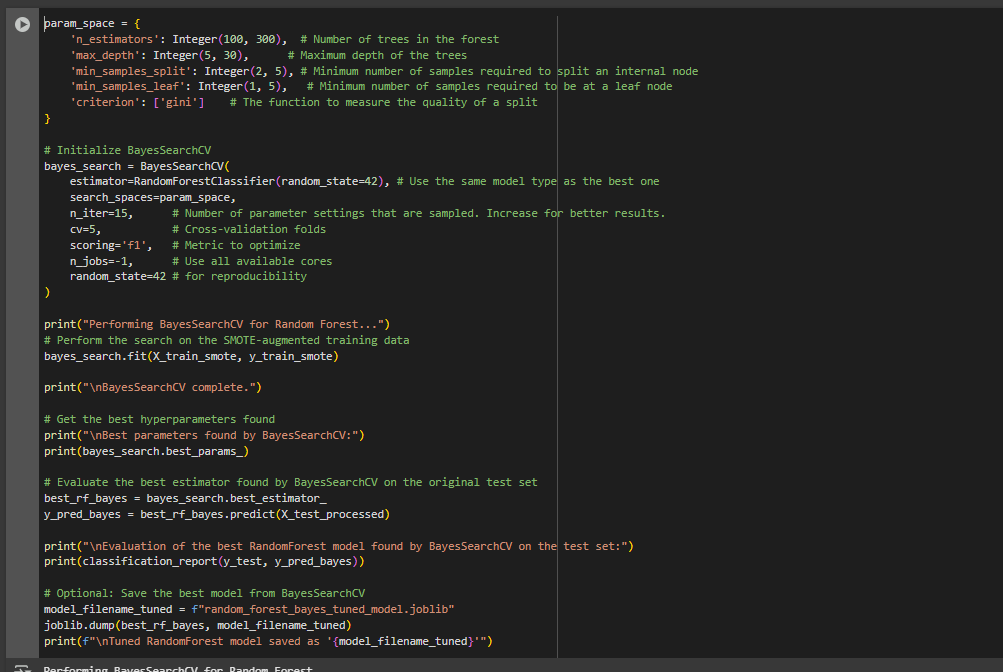 param_space = {
    'n_estimators': Integer(100, 300),  # Number of trees in the forest
    'max_depth': Integer(5, 30),      # Maximum depth of the trees
    'min_samples_split': Integer(2, 5), # Minimum number of samples required to split an internal node
    'min_samples_leaf': Integer(1, 5),   # Minimum number of samples required to be at a leaf node
    'criterion': ['gini']    # The function to measure the quality of a split
}

# Initialize BayesSearchCV
bayes_search = BayesSearchCV(
    estimator=RandomForestClassifier(random_state=42), # Use the same model type as the best one
    search_spaces=param_space,
    n_iter=15,      # Number of parameter settings that are sampled. Increase for better results.
    cv=5,           # Cross-validation folds
    scoring='f1',   # Metric to optimize
    n_jobs=-1,      # Use all available cores
    random_state=42 # for reproducibility
)

print("Performing BayesSearchCV for Random Forest...")
# Perform the search on the SMOTE-augmented training data
bayes_search.fit(X_train_smote, y_train_smote)

print("\nBayesSearchCV complete.")

# Get the best hyperparameters found
print("\nBest parameters found by BayesSearchCV:")
print(bayes_search.best_params_)

# Evaluate the best estimator found by BayesSearchCV on the original test set
best_rf_bayes = bayes_search.best_estimator_
y_pred_bayes = best_rf_bayes.predict(X_test_processed)

print("\nEvaluation of the best RandomForest model found by BayesSearchCV on the test set:")
print(classification_report(y_test, y_pred_bayes))

# Optional: Save the best model from BayesSearchCV
model_filename_tuned = f"random_forest_bayes_tuned_model.joblib"
joblib.dump(best_rf_bayes, model_filename_tuned)
print(f"\nTuned RandomForest model saved as '{model_filename_tuned}'")
Performing BayesSearchCV for Random Forest